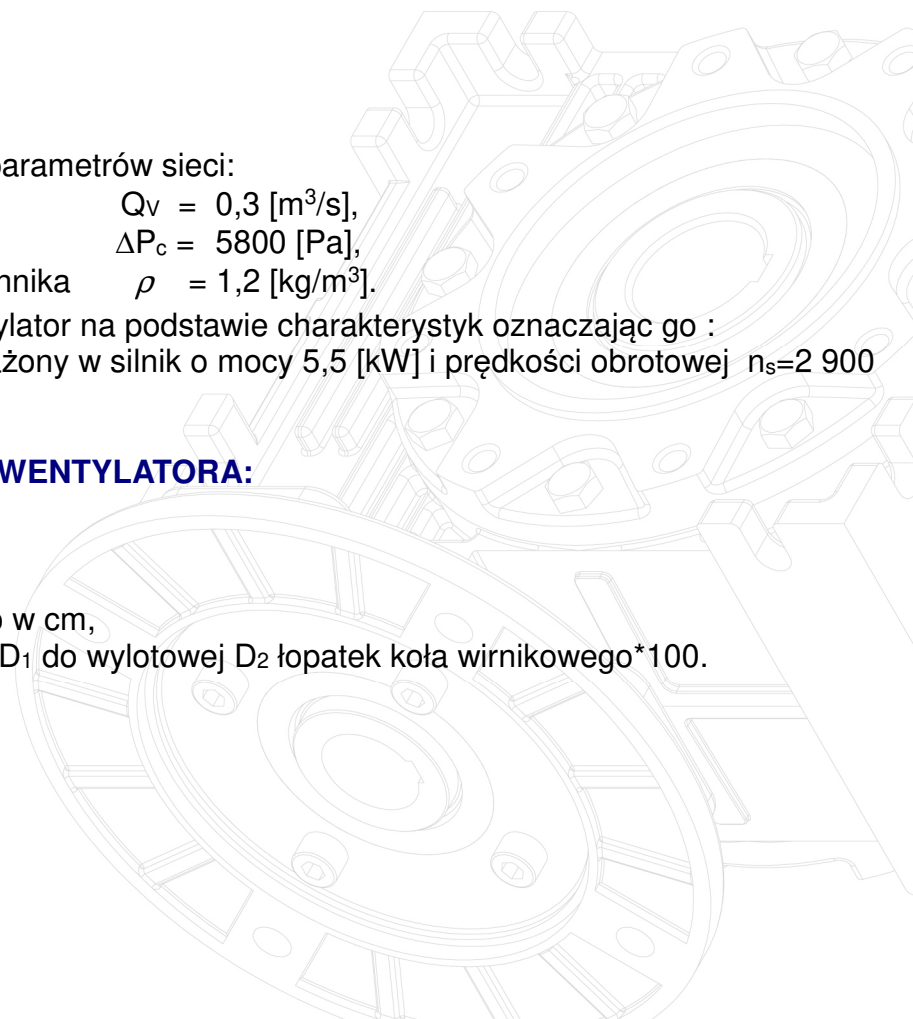 parametrów sieci:
Qv = 0,3 [m³/s],
ΔPc = 5800 [Pa],
nnika ρ = 1,2 [kg/m³].
ylator na podstawie charakterystyk oznaczając go :
ażony w silnik o mocy 5,5 [kW] i prędkości obrotowej ns=2 900
WENTYLATORA:
o w cm,
D1 do wylotowej D2 łopatek koła wirnikowego*100.